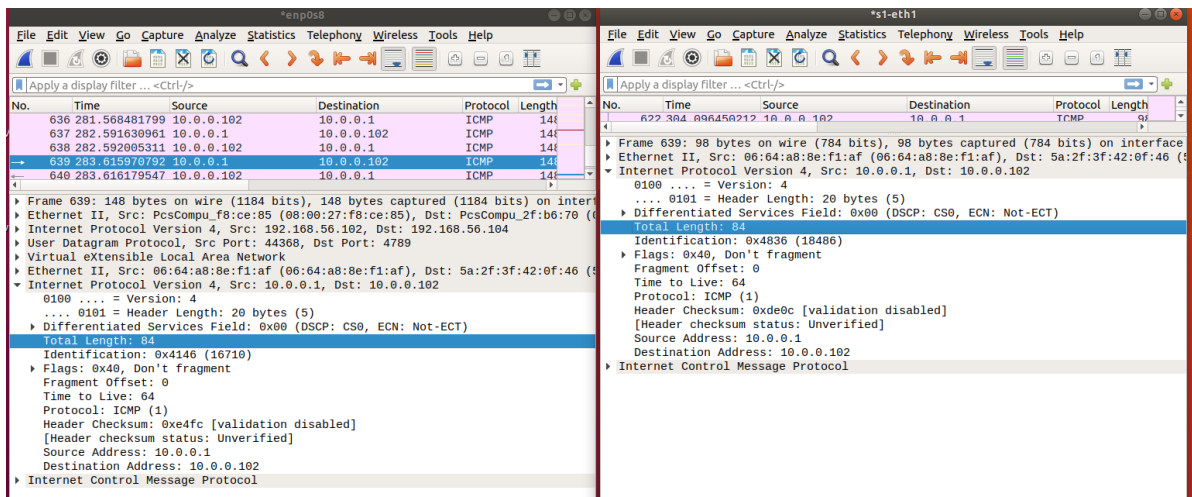 *enp0s8
File Edit View Go Capture Analyze Statistics Telephony Wireless Tools Help
Apply a display filter ... <Ctrl-/>
No. Time Source Destination Protocol Length
636 281.568481799 10.0.0.102 10.0.0.1 ICMP 148
637 282.591630961 10.0.0.1 10.0.0.102 ICMP 148
638 282.592005311 10.0.0.102 10.0.0.1 ICMP 148
639 283.615970792 10.0.0.1 10.0.0.102 ICMP 148
640 283.616179547 10.0.0.102 10.0.0.1 ICMP 148
Frame 639: 148 bytes on wire (1184 bits), 148 bytes captured (1184 bits) on inter
Ethernet II, Src: PcsCompu_f8:ce:85 (08:00:27:f8:ce:85), Dst: PcsCompu_2f:b6:70 (
Internet Protocol Version 4, Src: 192.168.56.102, Dst: 192.168.56.104
User Datagram Protocol, Src Port: 44368, Dst Port: 4789
Virtual eXtensible Local Area Network
Ethernet II, Src: 06:64:a8:8e:f1:af (06:64:a8:8e:f1:af), Dst: 5a:2f:3f:42:0f:46 (
Internet Protocol Version 4, Src: 10.0.0.1, Dst: 10.0.0.102
0100 .... = Version: 4
.... 0101 = Header Length: 20 bytes (5)
Differentiated Services Field: 0x00 (DSCP: CS0, ECN: Not-ECT)
Total Length: 84
Identification: 0x4146 (16710)
Flags: 0x40, Don't fragment
Fragment Offset: 0
Time to Live: 64
Protocol: ICMP (1)
Header Checksum: 0xe4fc [validation disabled]
[Header checksum status: Unverified]
Source Address: 10.0.0.1
Destination Address: 10.0.0.102
Internet Control Message Protocol
*s1-eth1
File Edit View Go Capture Analyze Statistics Telephony Wireless Tools Help
Apply a display filter ... <Ctrl-/>
No. Time Source Destination Protocol Length
622 304.096450212 10.0.0.102 10.0.0.1 ICMP 98
Frame 639: 98 bytes on wire (784 bits), 98 bytes captured (784 bits) on interface
Ethernet II, Src: 06:64:a8:8e:f1:af (06:64:a8:8e:f1:af), Dst: 5a:2f:3f:42:0f:46 (5
Internet Protocol Version 4, Src: 10.0.0.1, Dst: 10.0.0.102
0100 .... = Version: 4
.... 0101 = Header Length: 20 bytes (5)
Differentiated Services Field: 0x00 (DSCP: CS0, ECN: Not-ECT)
Total Length: 84
Identification: 0x4836 (18486)
Flags: 0x40, Don't fragment
Fragment Offset: 0
Time to Live: 64
Protocol: ICMP (1)
Header Checksum: 0xde0c [validation disabled]
[Header checksum status: Unverified]
Source Address: 10.0.0.1
Destination Address: 10.0.0.102
Internet Control Message Protocol